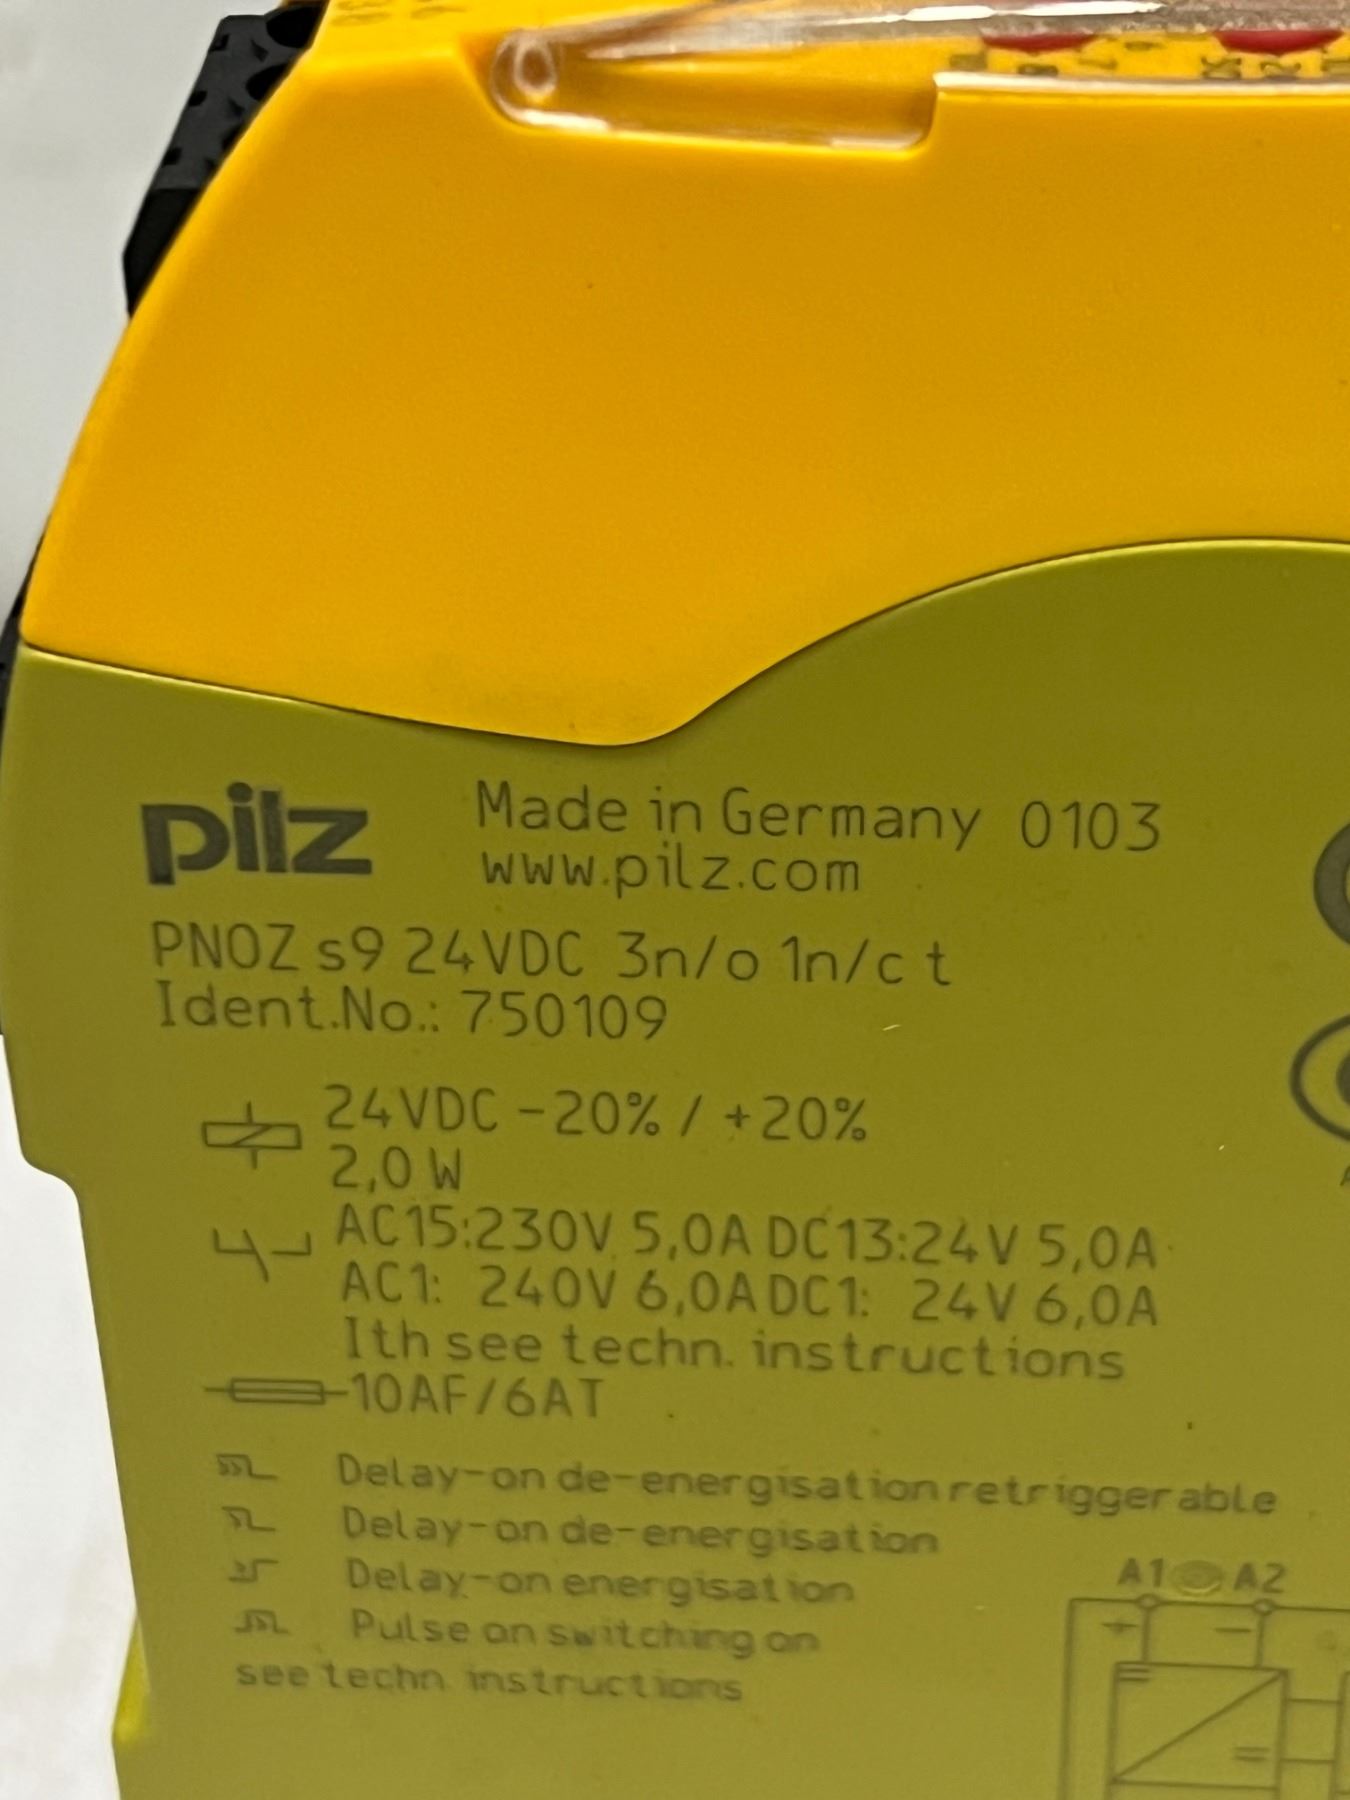 pilz
Made in Germany 0103
www.pilz.com
PNOZ s9 24VDC 3n/o 1n/c t
Ident.No.: 750109
24VDC -20% / +20%
2,0 W
AC15:230V 5,0A DC13:24V 5,0A
AC1: 240V 6,0A DC1: 24V 6,0A
Ith see techn. instructions
10AF/6AT
Delay-on de-energisation retriggerable
Delay-on de-energisation
Delay-on energisation
Pulse on switching on
see techn. instructions
A1 A2
+ −